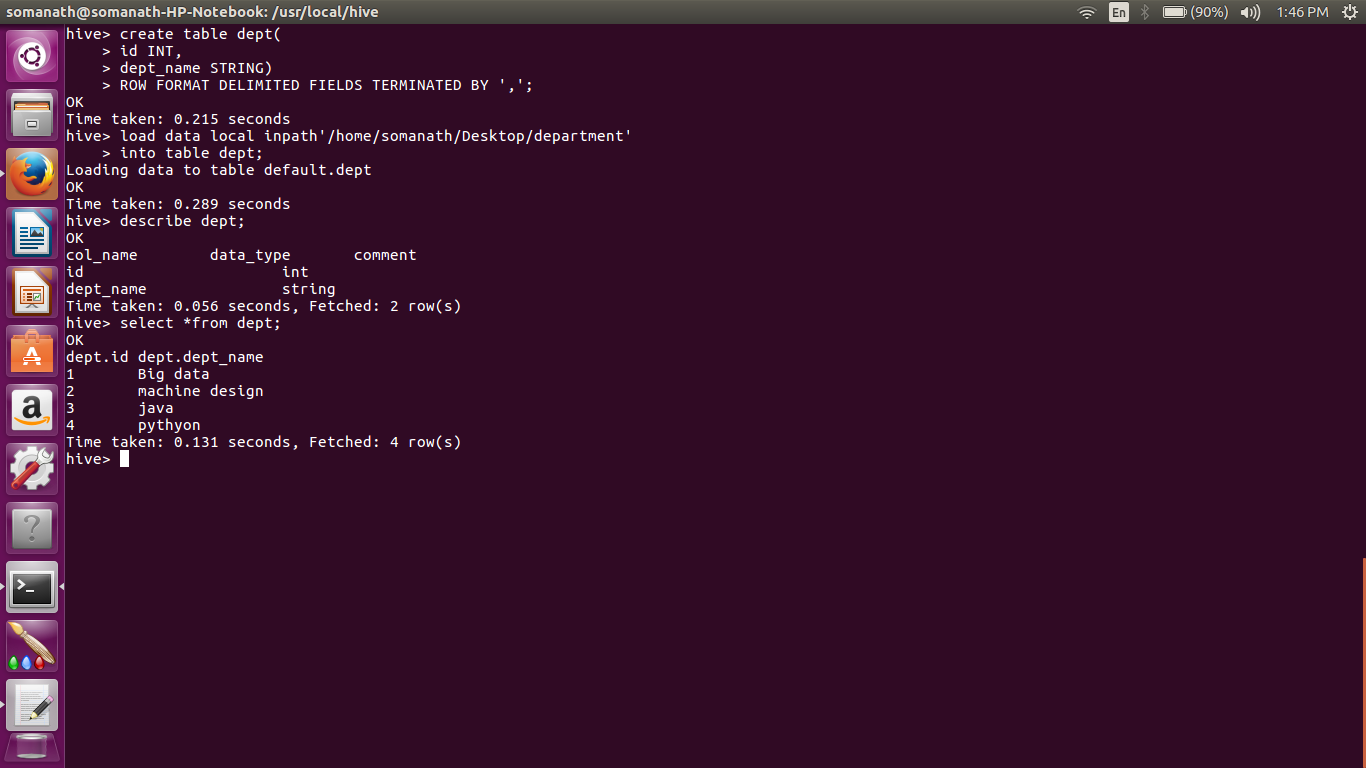 somanath@somanath-HP-Notebook: /usr/local/hive
En
(90%)
1:46 PM
hive> create table dept(
    > id INT,
    > dept_name STRING)
    > ROW FORMAT DELIMITED FIELDS TERMINATED BY ',';
OK
Time taken: 0.215 seconds
hive> load data local inpath'/home/somanath/Desktop/department'
    > into table dept;
Loading data to table default.dept
OK
Time taken: 0.289 seconds
hive> describe dept;
OK
col_name        data_type       comment
id                      int
dept_name               string
Time taken: 0.056 seconds, Fetched: 2 row(s)
hive> select *from dept;
OK
dept.id dept.dept_name
1       Big data
2       machine design
3       java
4       pythyon
Time taken: 0.131 seconds, Fetched: 4 row(s)
hive>